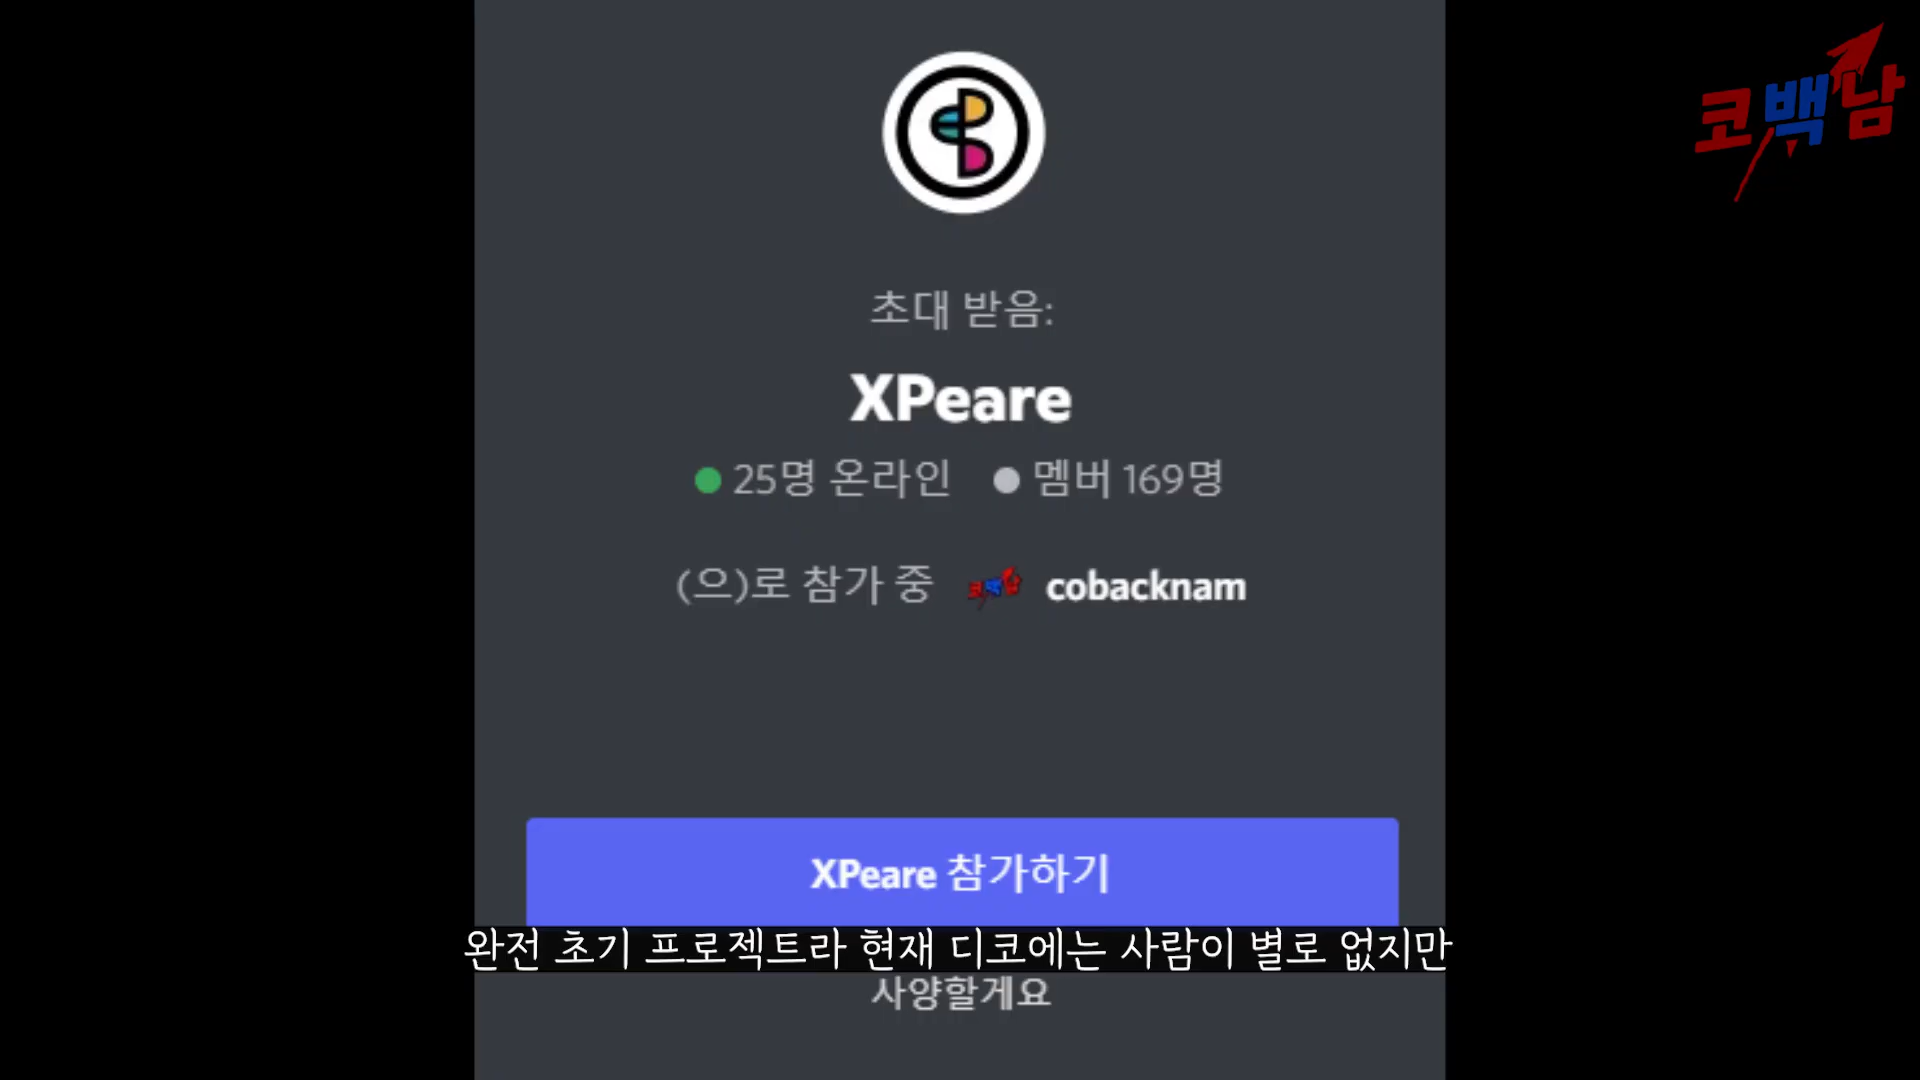 코백남
초대 받음:
XPeare
25명 온라인 멤버 169명
(으)로 참가 중 코백남 cobacknam
XPeare 참가하기
완전 초기 프로젝트라 현재 디코에는 사람이 별로 없지만
사양할게요